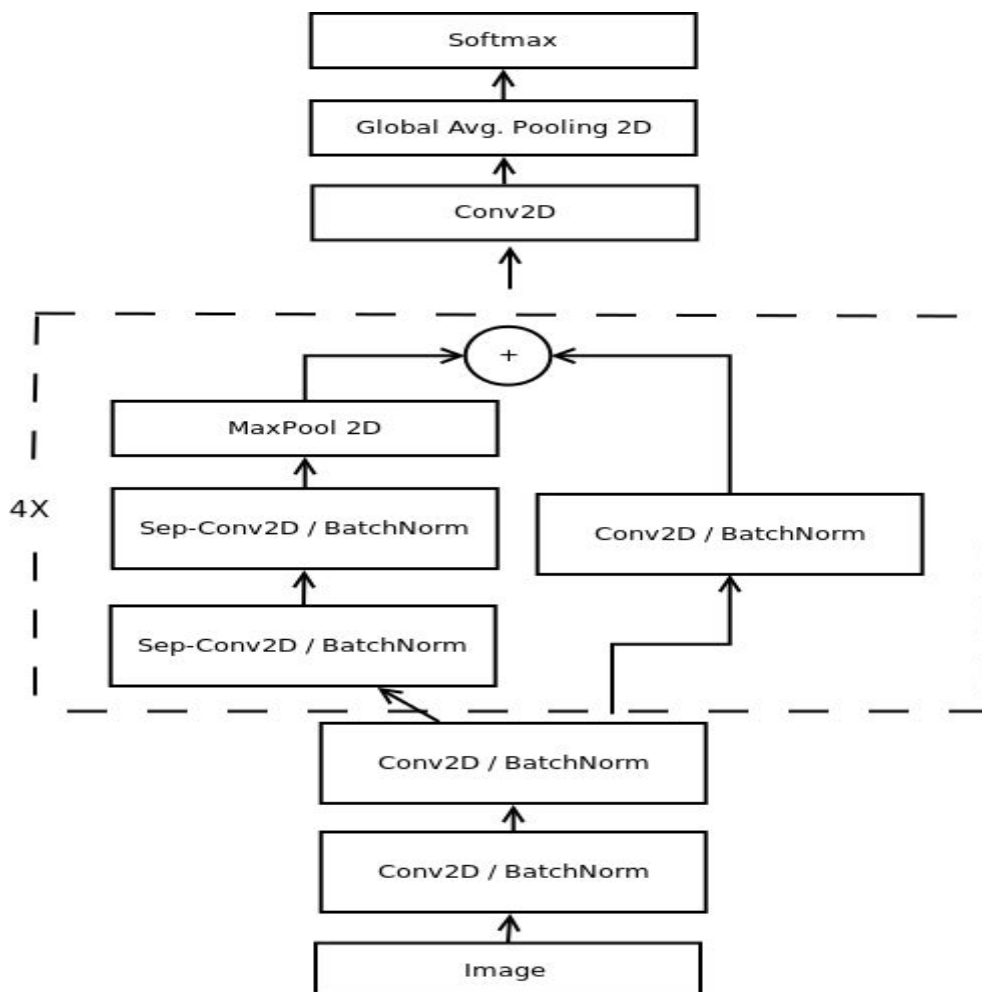 Softmax
Global Avg. Pooling 2D
Conv2D
+
MaxPool 2D
4X
Sep-Conv2D / BatchNorm
Conv2D / BatchNorm
Sep-Conv2D / BatchNorm
Conv2D / BatchNorm
Conv2D / BatchNorm
Image